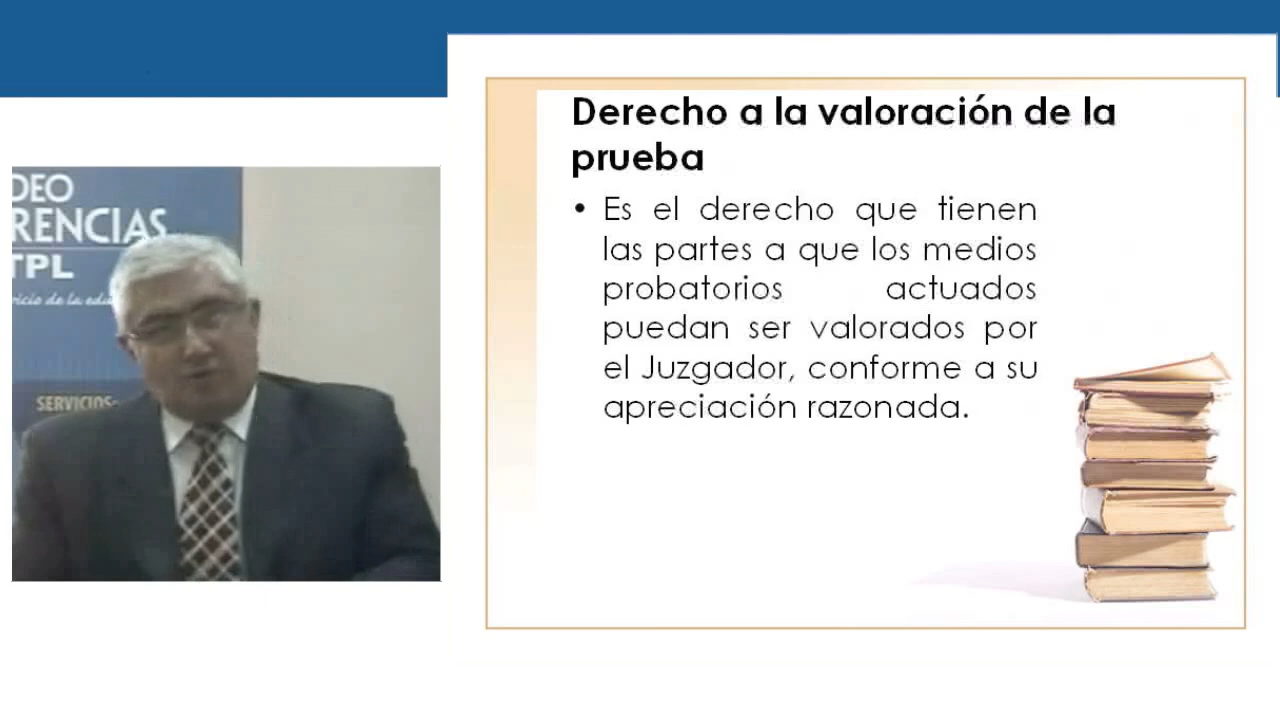 DEO
RENCIAS
TPL
SERVICIOS
Derecho a la valoración de la
prueba
• Es el derecho que tienen
las partes a que los medios
probatorios actuados
puedan ser valorados por
el Juzgador, conforme a su
apreciación razonada.